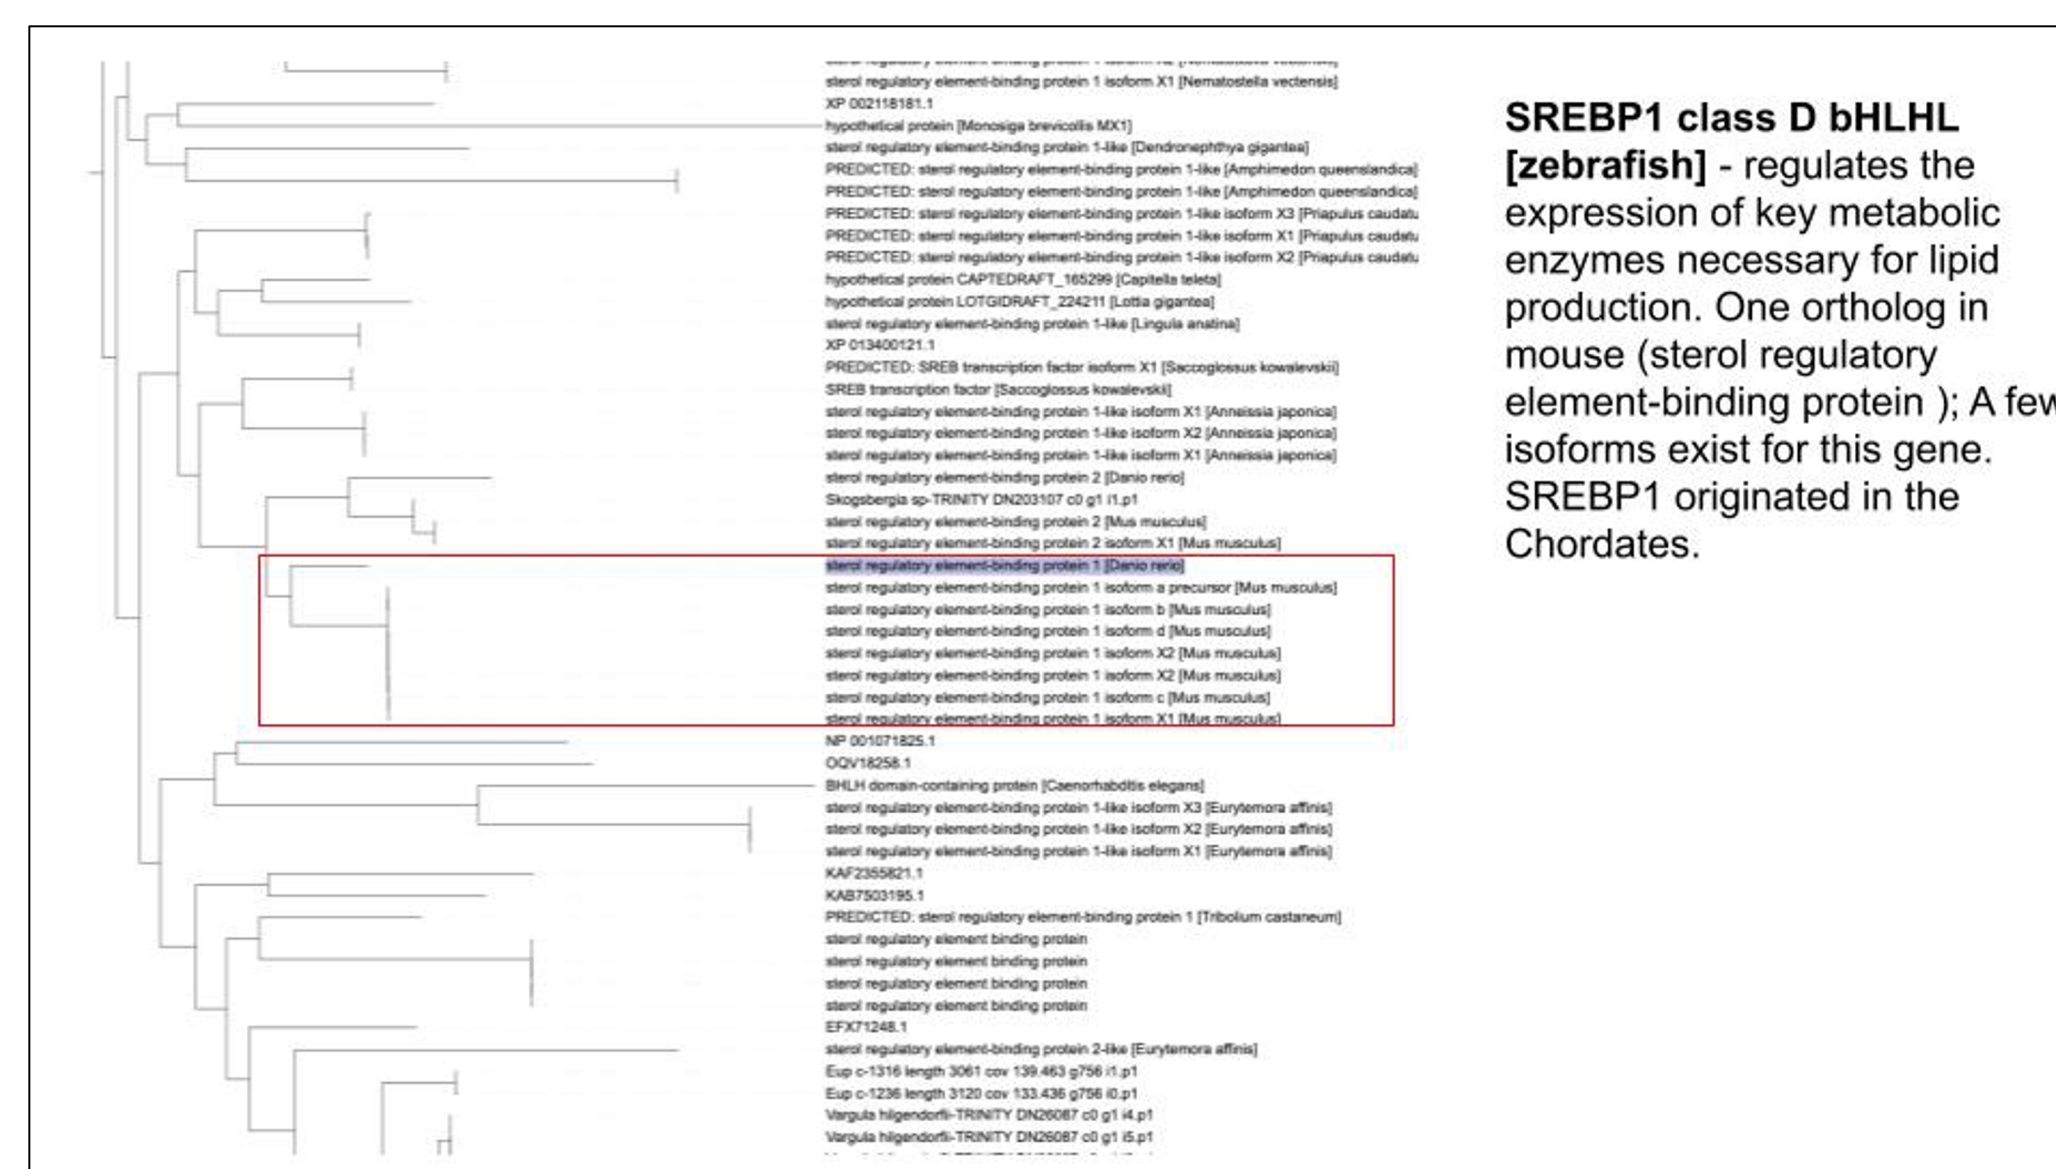 sterol regulatory element-binding protein 1 isoform X2 [Nematostella vectensis]
sterol regulatory element-binding protein 1 isoform X1 [Nematostella vectensis]
XP 002118181.1
hypothetical protein [Monosiga brevicollis MX1]
sterol regulatory element-binding protein 1-like [Dendronephthya gigantea]
PREDICTED: sterol regulatory element-binding protein 1-like [Amphimedon queenslandica]
PREDICTED: sterol regulatory element-binding protein 1-like [Amphimedon queenslandica]
PREDICTED: sterol regulatory element-binding protein 1-like isoform X3 [Priapulus caudatu
PREDICTED: sterol regulatory element-binding protein 1-like isoform X1 [Priapulus caudatu
PREDICTED: sterol regulatory element-binding protein 1-like isoform X2 [Priapulus caudatu
hypothetical protein CAPTEDRAFT_165299 [Capitella teleta]
hypothetical protein LOTGIDRAFT_224211 [Lottia gigantea]
sterol regulatory element-binding protein 1-like [Lingula anatina]
XP 013400121.1
PREDICTED: SREB transcription factor isoform X1 [Saccoglossus kowalevskii]
SREB transcription factor [Saccoglossus kowalevskii]
sterol regulatory element-binding protein 1-like isoform X1 [Anneissia japonica]
sterol regulatory element-binding protein 1-like isoform X2 [Anneissia japonica]
sterol regulatory element-binding protein 1-like isoform X1 [Anneissia japonica]
sterol regulatory element-binding protein 2 [Danio rerio]
Skogsbergia sp-TRINITY DN203107 c0 g1 i1.p1
sterol regulatory element-binding protein 2 [Mus musculus]
sterol regulatory element-binding protein 2 isoform X1 [Mus musculus]
sterol regulatory element-binding protein 1 [Danio rerio]
sterol regulatory element-binding protein 1 isoform a precursor [Mus musculus]
sterol regulatory element-binding protein 1 isoform b [Mus musculus]
sterol regulatory element-binding protein 1 isoform d [Mus musculus]
sterol regulatory element-binding protein 1 isoform X2 [Mus musculus]
sterol regulatory element-binding protein 1 isoform X2 [Mus musculus]
sterol regulatory element-binding protein 1 isoform c [Mus musculus]
sterol regulatory element-binding protein 1 isoform X1 [Mus musculus]
NP 001071825.1
OQV18258.1
BHLH domain-containing protein [Caenorhabditis elegans]
sterol regulatory element-binding protein 1-like isoform X3 [Eurytemora affinis]
sterol regulatory element-binding protein 1-like isoform X2 [Eurytemora affinis]
sterol regulatory element-binding protein 1-like isoform X1 [Eurytemora affinis]
KAF2355821.1
KAB7503195.1
PREDICTED: sterol regulatory element-binding protein 1 [Tribolium castaneum]
sterol regulatory element binding protein
sterol regulatory element binding protein
sterol regulatory element binding protein
sterol regulatory element binding protein
EFX71248.1
sterol regulatory element-binding protein 2-like [Eurytemora affinis]
Eup c-1316 length 3061 cov 139.463 g756 i1.p1
Eup c-1236 length 3120 cov 133.436 g756 i0.p1
Vargula hilgendorfii-TRINITY DN26087 c0 g1 i4.p1
Vargula hilgendorfii-TRINITY DN26087 c0 g1 i5.p1
SREBP1 class D bHLHL
[zebrafish] - regulates the
expression of key metabolic
enzymes necessary for lipid
production. One ortholog in
mouse (sterol regulatory
element-binding protein ); A few
isoforms exist for this gene.
SREBP1 originated in the
Chordates.